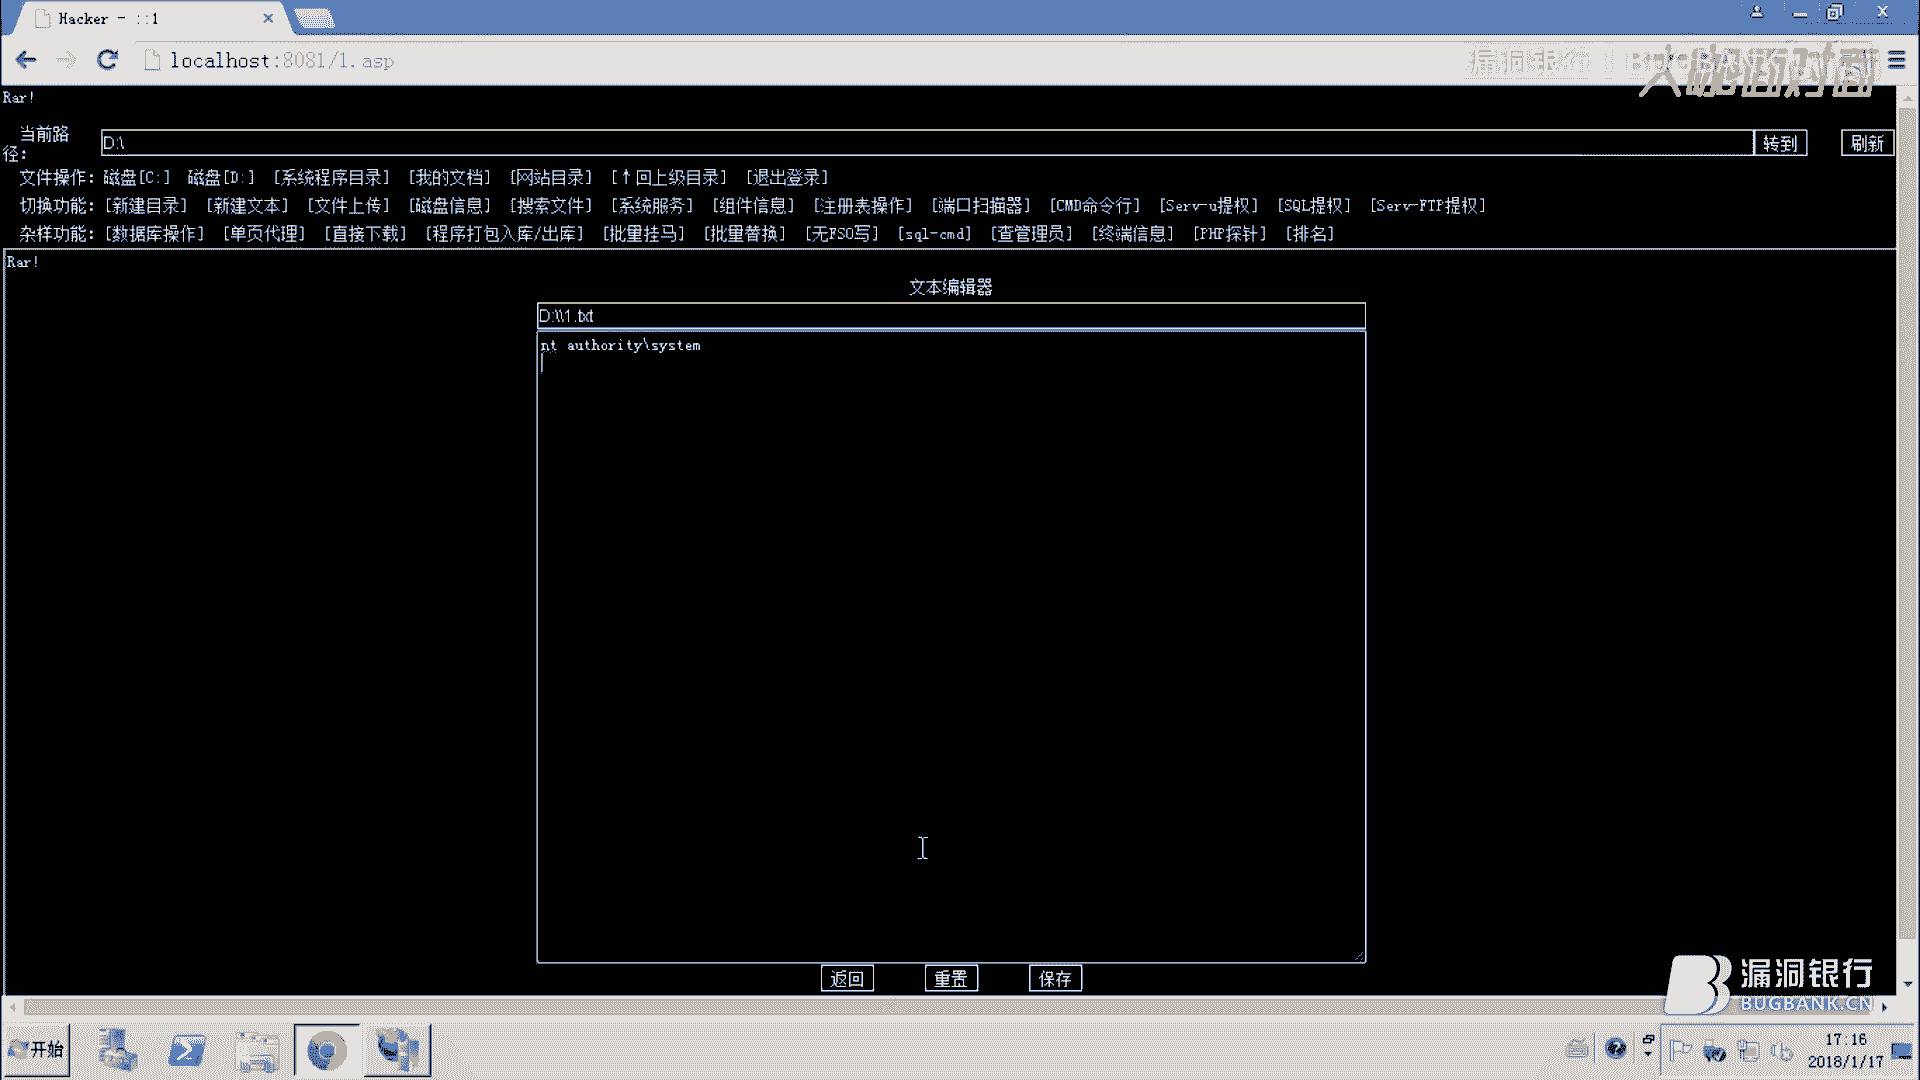 Hacker - ::1
localhost:8081/1.asp
漏洞银行 | BUGBANK
大咖面对面
Rar!
当前路径:
D:\
转到
刷新
文件操作: 磁盘[C:] 磁盘[D:] [系统程序目录] [我的文档] [网站目录] [↑回上级目录] [退出登录]
切换功能: [新建目录] [新建文本] [文件上传] [磁盘信息] [搜索文件] [系统服务] [组件信息] [注册表操作] [端口扫描器] [CMD命令行] [Serv-u提权] [SQL提权] [Serv-FTP提权]
杂样功能: [数据库操作] [单页代理] [直接下载] [程序打包入库/出库] [批量挂马] [批量替换] [无FSO写] [sql-cmd] [查管理员] [终端信息] [PHP探针] [排名]
Rar!
文本编辑器
D:\\1.txt
nt authority\system
返回 重置 保存
漏洞银行
BUGBANK.CN
开始
17:16
2018/1/17